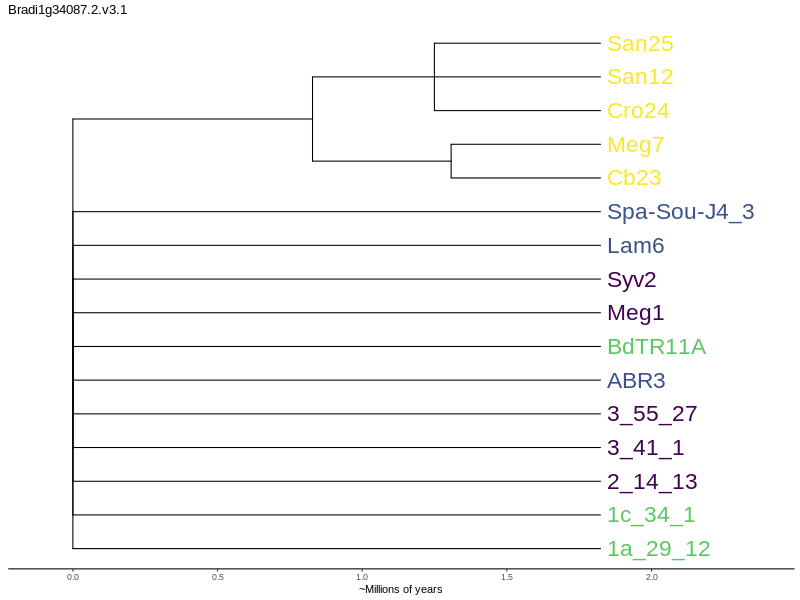 Bradi1g34087.2.v3.1
San25
San12
Cro24
Meg7
Cb23
Spa-Sou-J4_3
Lam6
Syv2
Meg1
BdTR11A
ABR3
3_55_27
3_41_1
2_14_13
1c_34_1
1a_29_12
0.0 0.5 1.0 1.5 2.0
~Millions of years